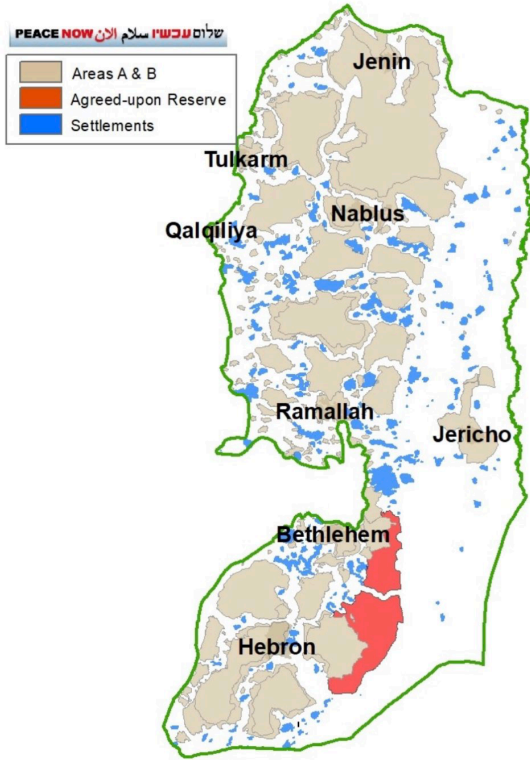 PEACE NOW שלום עכשיו سلام الان
Areas A & B
Agreed-upon Reserve
Settlements
Jenin
Tulkarm
Nablus
Qalqiliya
Ramallah
Jericho
Bethlehem
Hebron